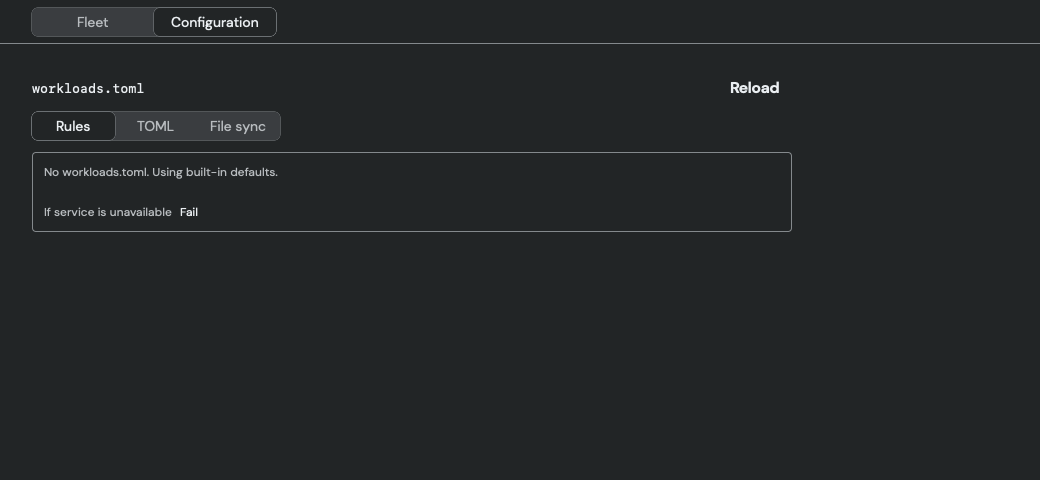 Fleet Configuration
workloads.toml Reload
Rules TOML File sync
No workloads.toml. Using built-in defaults.
If service is unavailable Fail